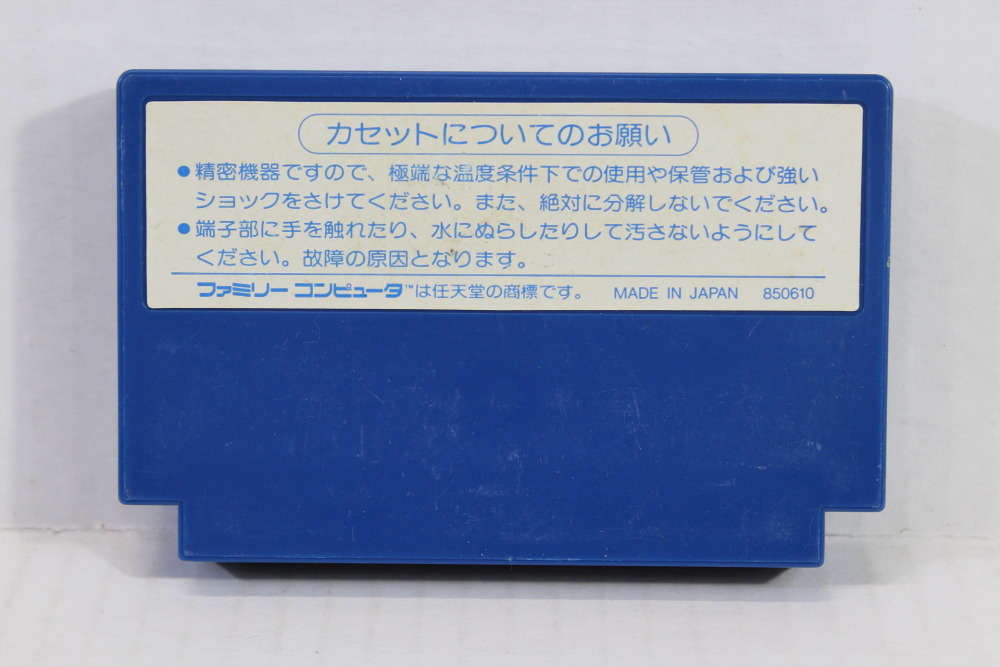 カセットについてのお願い
●精密機器ですので、極端な温度条件下での使用や保管および強い
ショックをさけてください。また、絶対に分解しないでください。
●端子部に手を触れたり、水にぬらしたりして汚さないようにして
ください。故障の原因となります。
ファミリーコンピュータ™は任天堂の商標です。 MADE IN JAPAN 850610